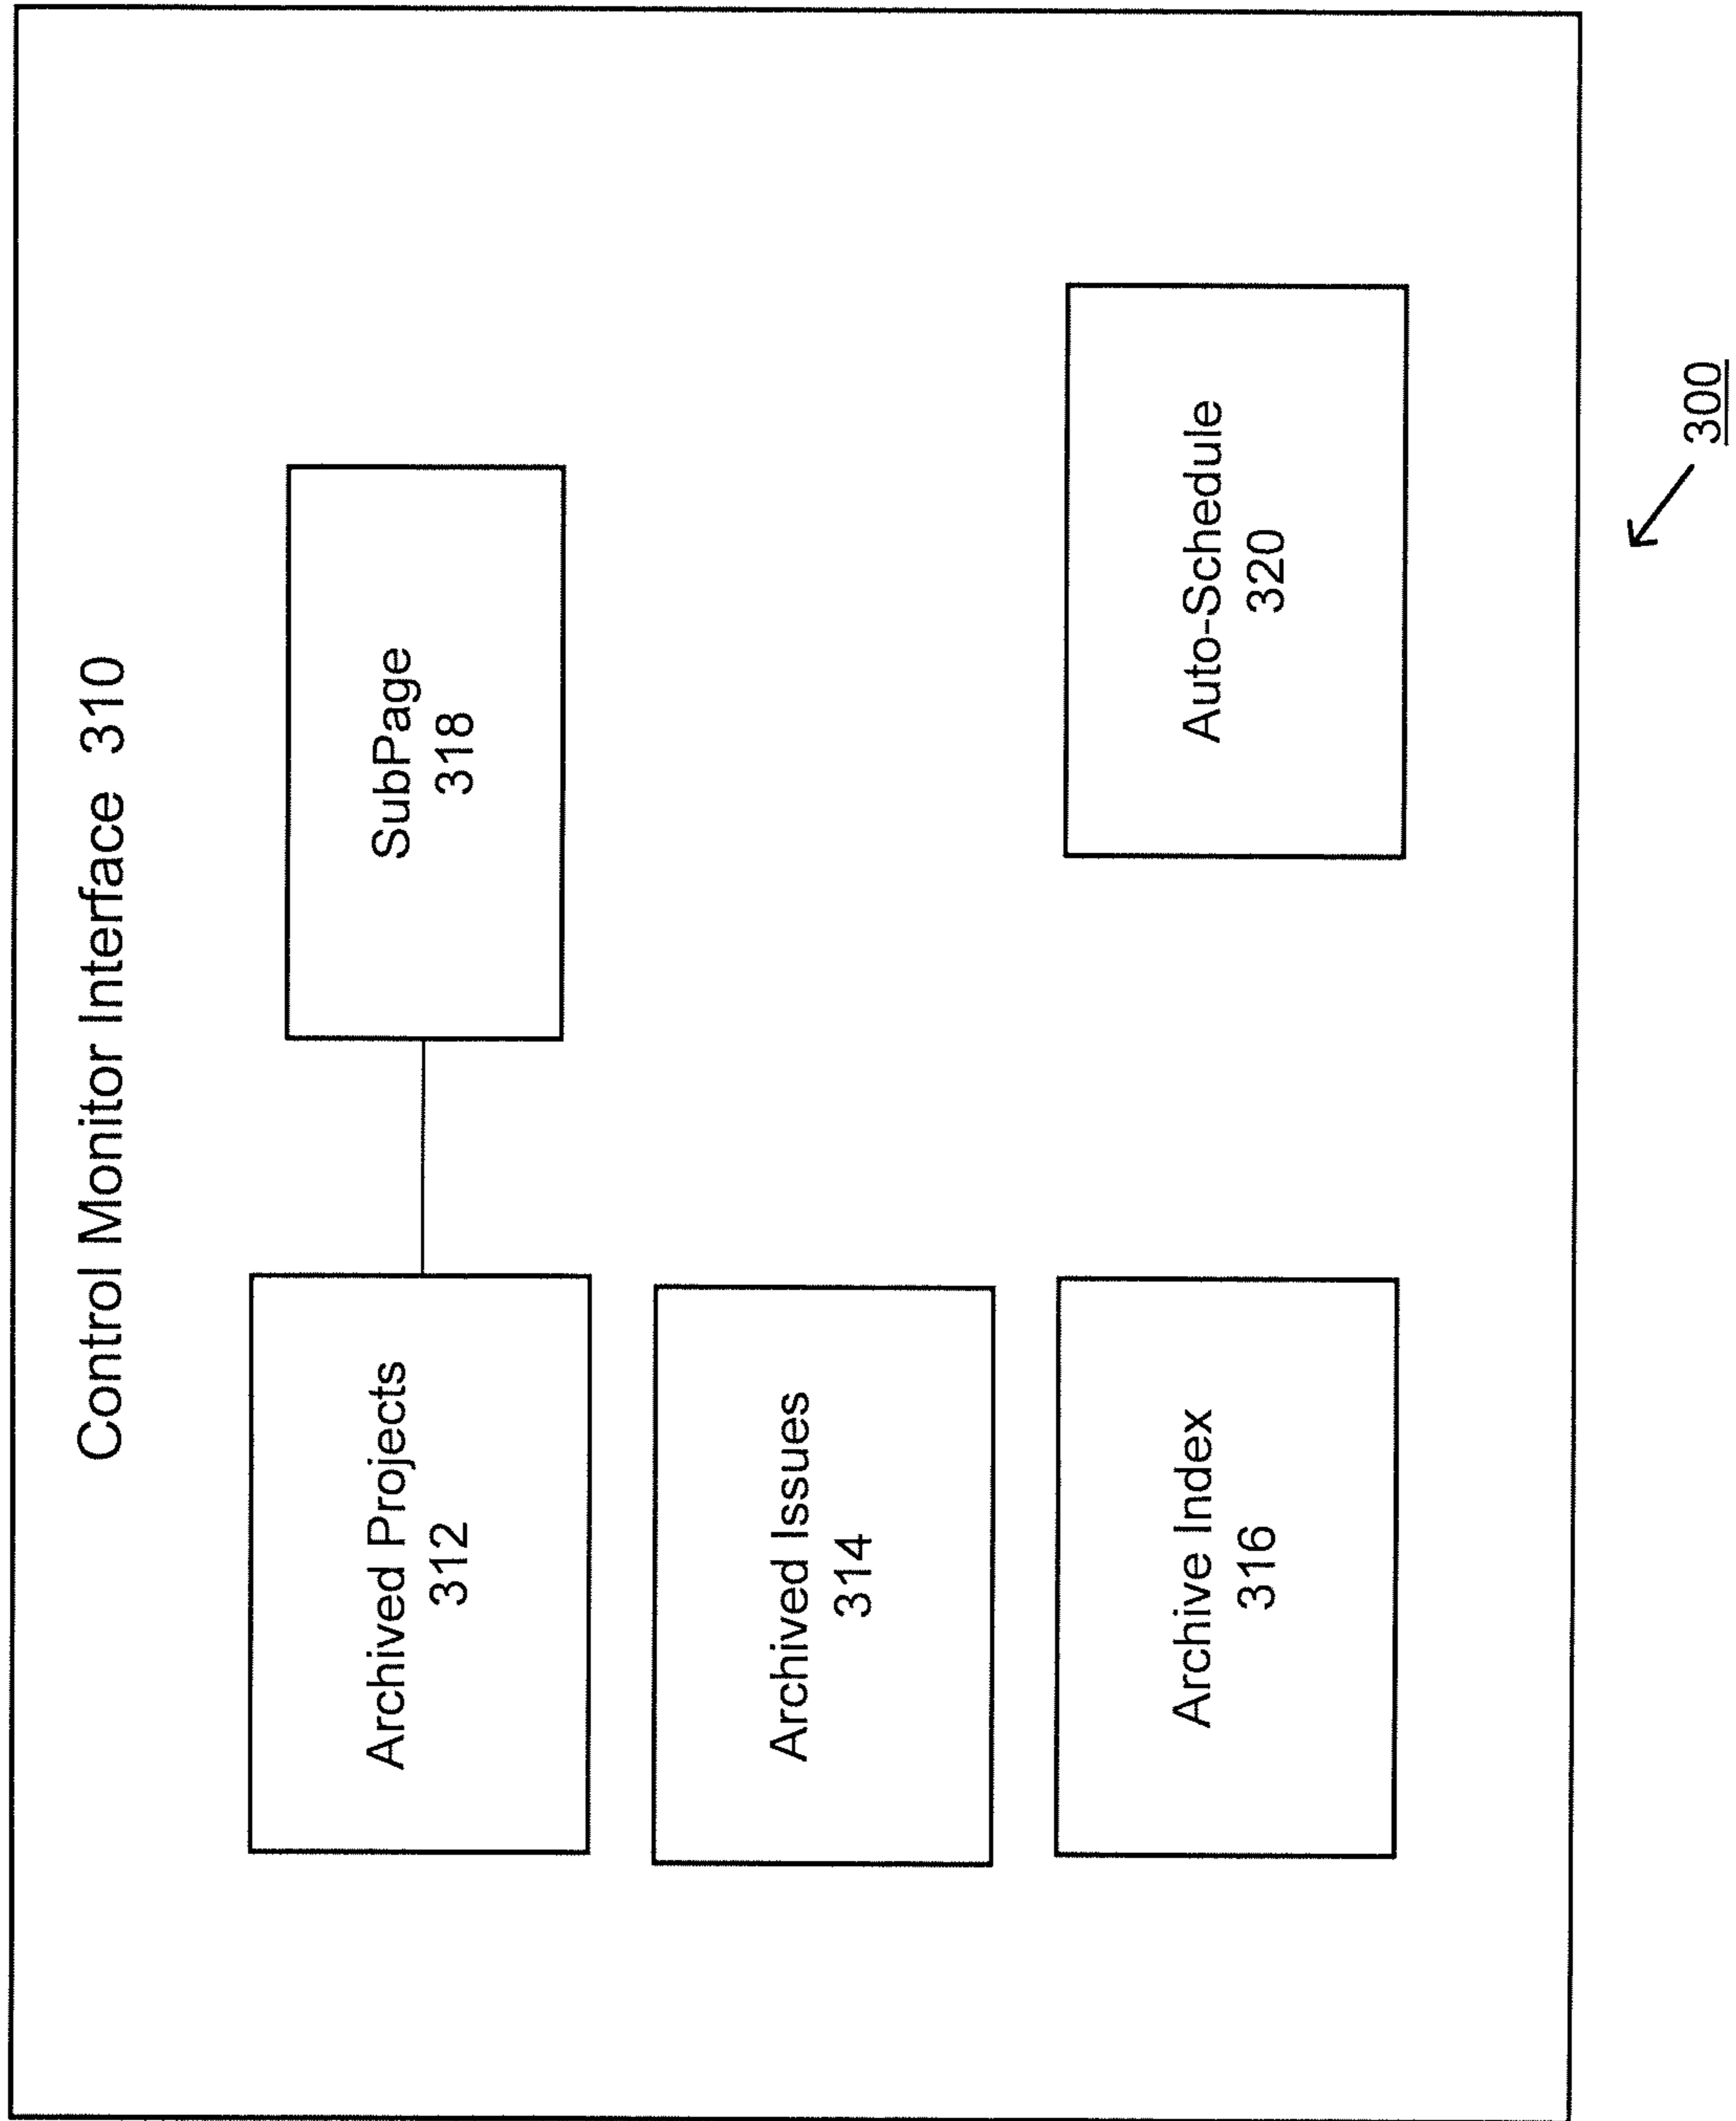 Control Monitor Interface 310
Archived Projects
312
SubPage
318
Archived Issues
314
Archive Index
316
Auto-Schedule
320
300